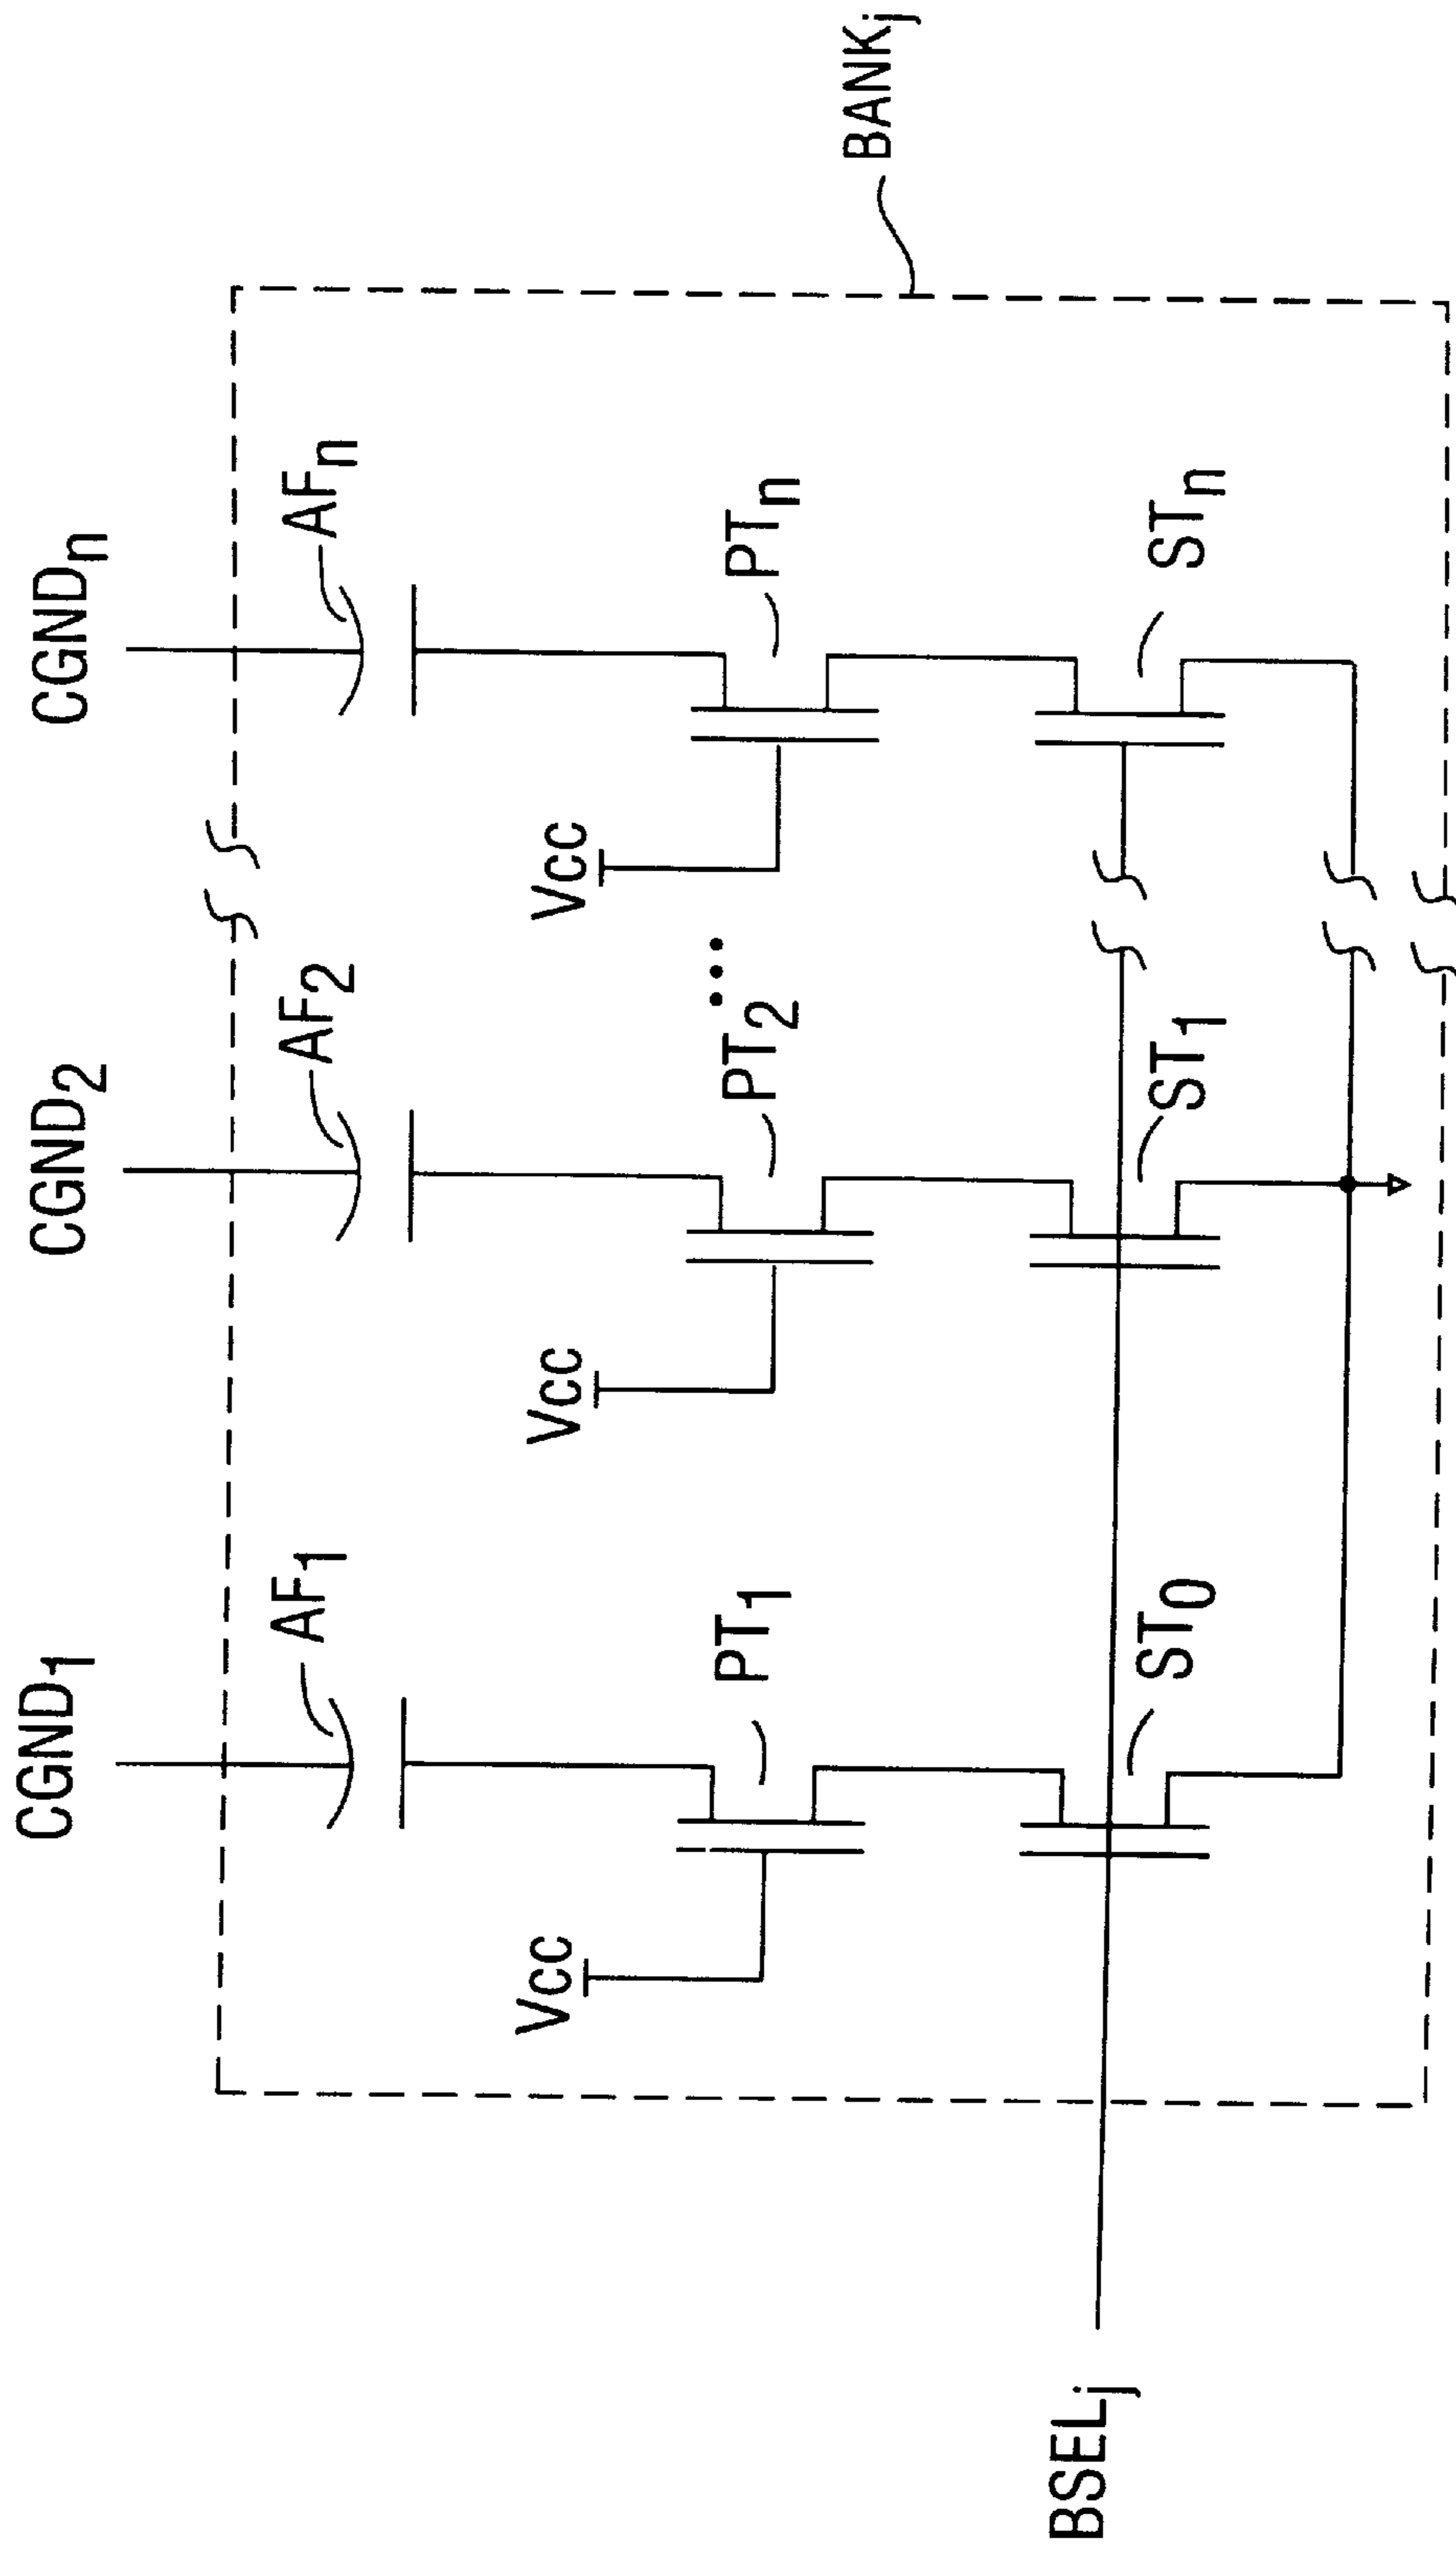 CGND1
CGND2
CGNDn
AF1
AF2
AFn
BANKj
PT1
PT2
...
PTn
Vcc
Vcc
Vcc
ST0
ST1
STn
BSELj